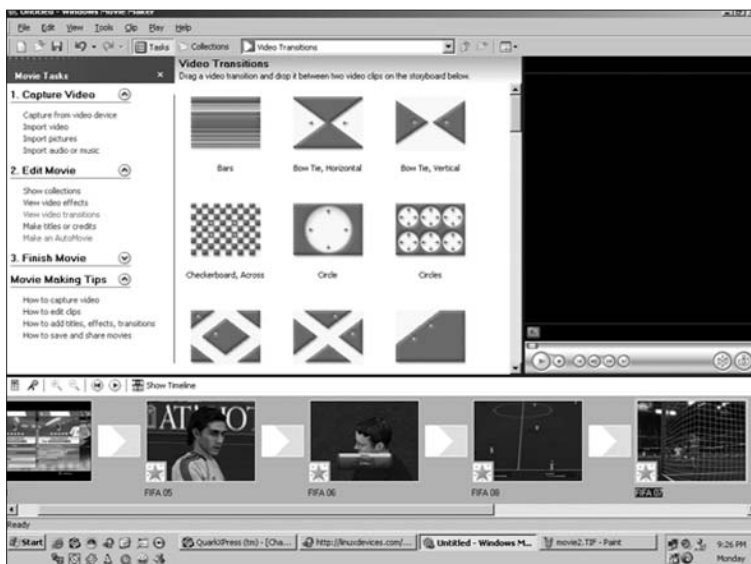 Untitled - Windows Movie Maker
File Edit View Tools Clip Play Help
Tasks Collections Video Transitions
Movie Tasks
1. Capture Video
Capture from video device
Import video
Import pictures
Import audio or music
2. Edit Movie
Show collections
View video effects
View video transitions
Make titles or credits
Make an AutoMovie
3. Finish Movie
Movie Making Tips
How to capture video
How to edit clips
How to add titles, effects, transitions
How to save and share movies
Video Transitions
Drag a video transition and drop it between two video clips on the storyboard below.
Bars Bow Tie, Horizontal Bow Tie, Vertical
Checkerboard, Across Circle Circles
Show Timeline
FIFA 05 FIFA 06 FIFA 08 FIFA 07
Ready
Start QuarkXPress (tm) - [Cha... http://linuxdevices.com/... Untitled - Windows M... movie2.TIF - Paint 9:26 PM
Monday